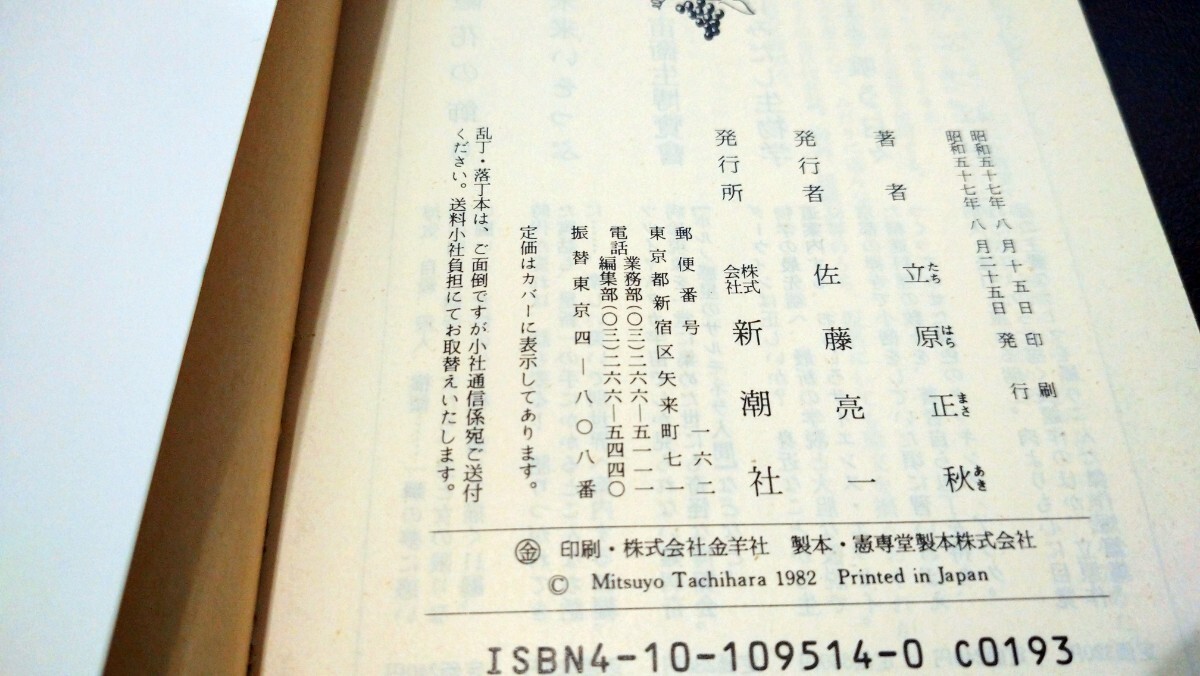 昭和五十七年八月十五日印刷
昭和五十七年八月二十五日発行
著者 立原正秋
たち はら まさ あき
発行者 佐藤亮一
発行所 株式会社 新潮社
郵便番号 一六二
東京都新宿区矢来町七一
電話 業務部(〇三)二六六—五一一一
編集部(〇三)二六六—五四四〇
振替東京四—八〇八番
定価はカバーに表示してあります。
乱丁・落丁本は、ご面倒ですが小社通信係宛ご送付
ください。送料小社負担にてお取替えいたします。
㊎ 印刷・株式会社金羊社 製本・憲専堂製本株式会社
© Mitsuyo Tachihara 1982 Printed in Japan
ISBN4-10-109514-0 C0193